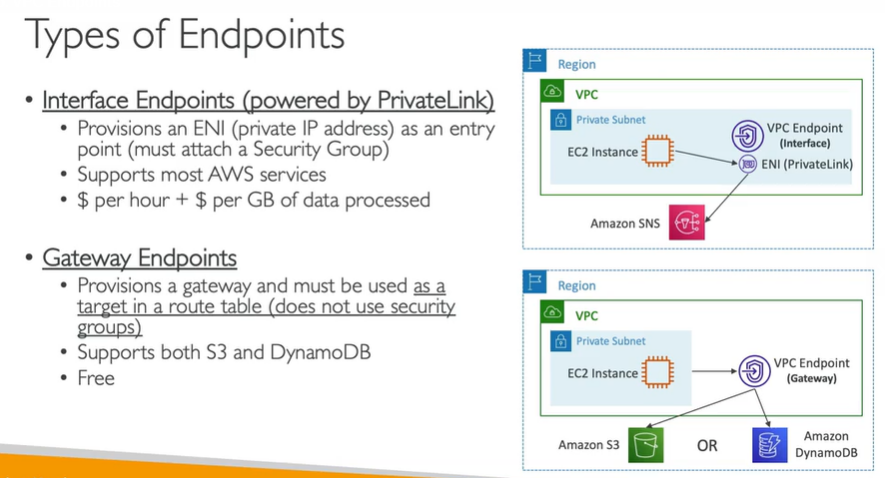 Types of Endpoints
• Interface Endpoints (powered by PrivateLink)
• Provisions an ENI (private IP address) as an entry
point (must attach a Security Group)
• Supports most AWS services
• $ per hour + $ per GB of data processed
• Gateway Endpoints
• Provisions a gateway and must be used as a
target in a route table (does not use security
groups)
• Supports both S3 and DynamoDB
• Free
Region
VPC
Private Subnet
EC2 Instance
VPC Endpoint
(Interface)
ENI (PrivateLink)
Amazon SNS
Region
VPC
Private Subnet
EC2 Instance
VPC Endpoint
(Gateway)
Amazon S3
OR
Amazon
DynamoDB